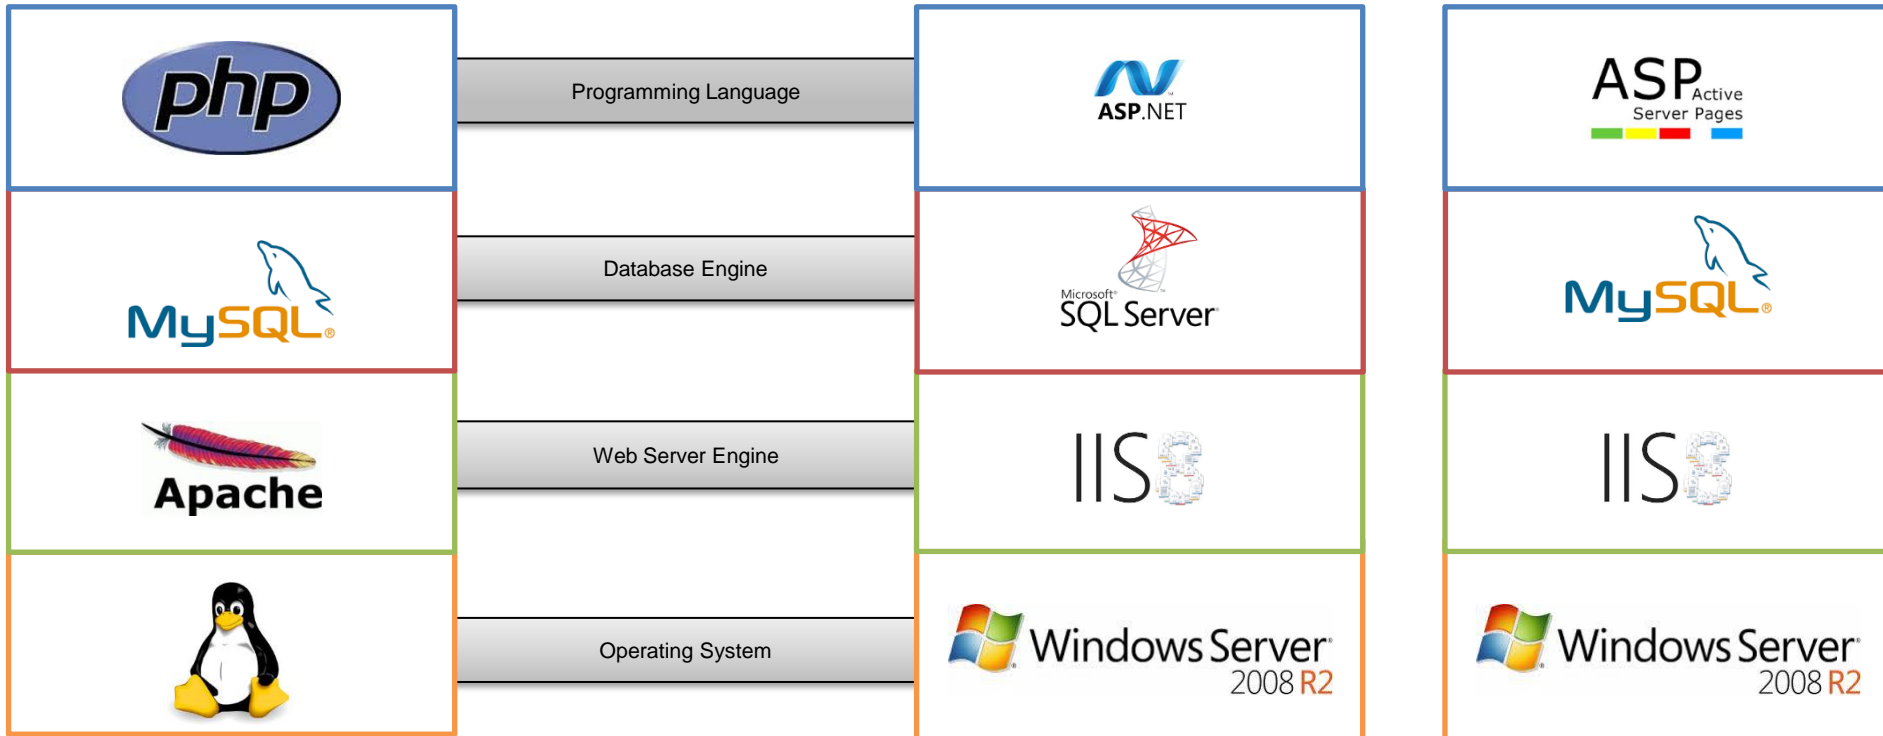 php
Programming Language
ASP.NET
ASP Active
Server Pages
MySQL®
Database Engine
Microsoft®
SQL Server®
MySQL®
Apache
Web Server Engine
IIS8
IIS8
Operating System
Windows Server®
2008 R2
Windows Server®
2008 R2